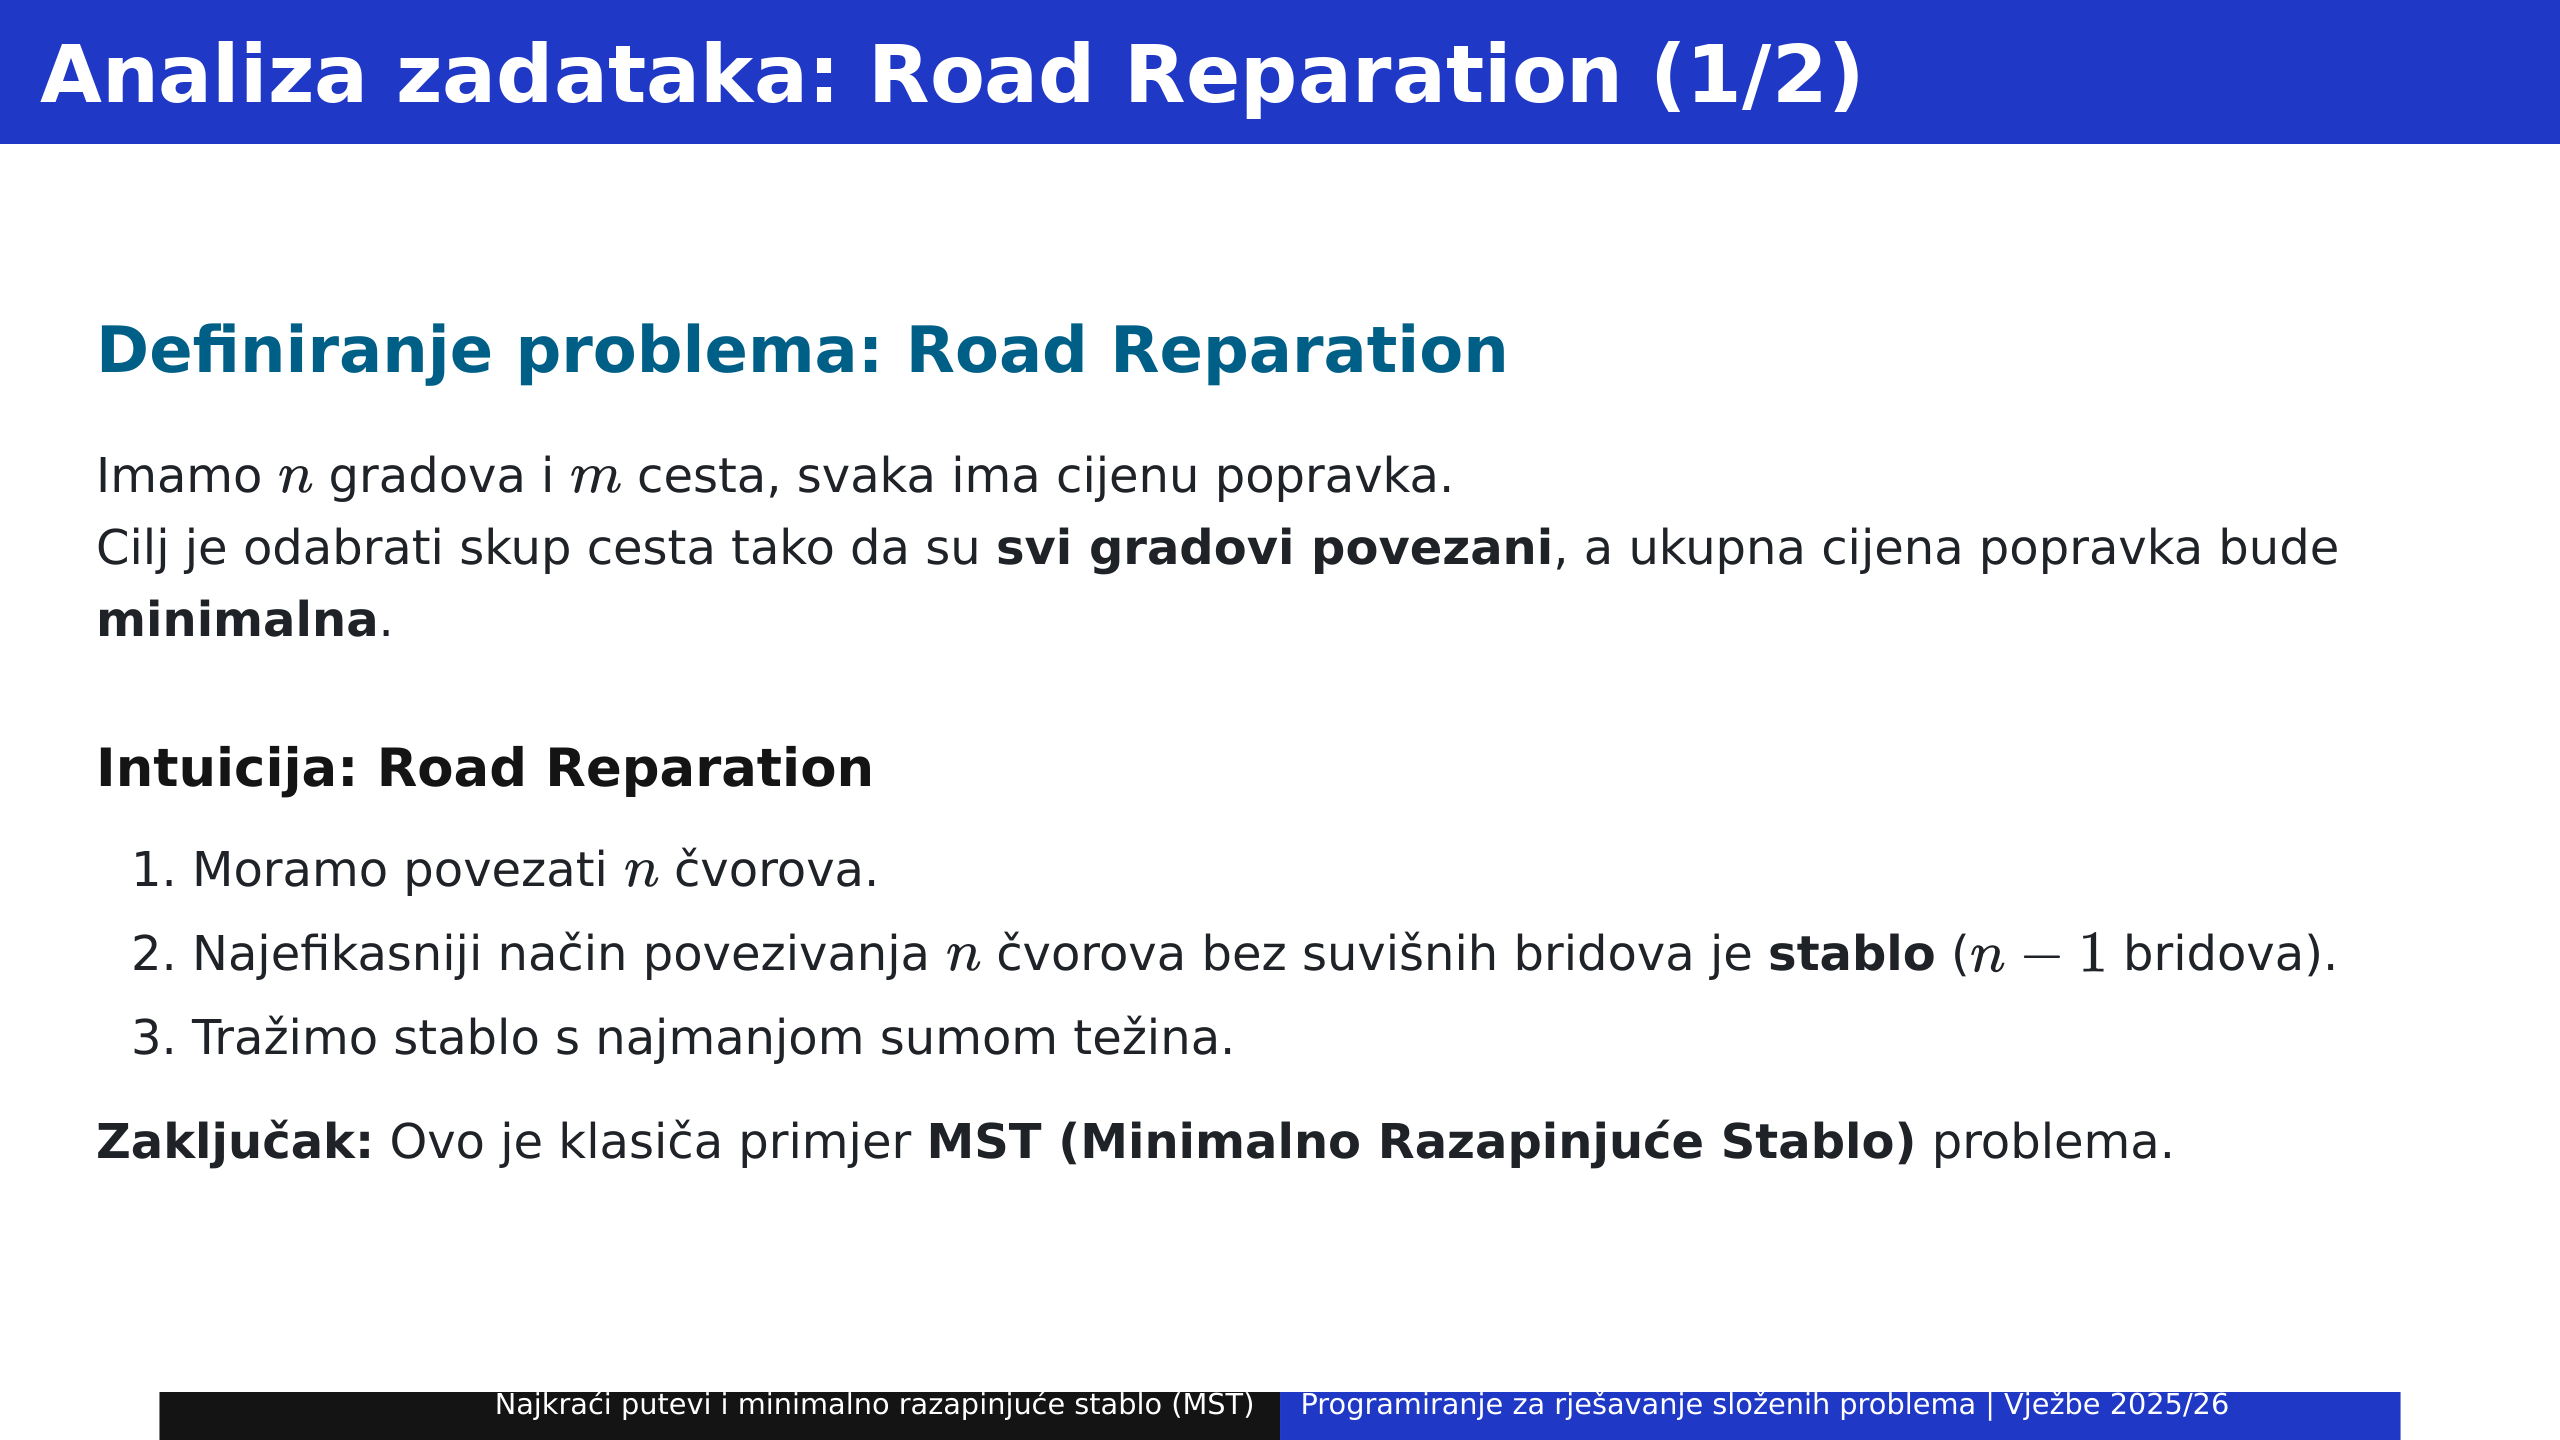 Analiza zadataka: Road Reparation (1/2)
Definiranje problema: Road Reparation
Imamo n gradova i m cesta, svaka ima cijenu popravka.
Cilj je odabrati skup cesta tako da su svi gradovi povezani, a ukupna cijena popravka bude
minimalna.
Intuicija: Road Reparation
1. Moramo povezati n čvorova.
2. Najefikasniji način povezivanja n čvorova bez suvišnih bridova je stablo (n − 1 bridova).
3. Tražimo stablo s najmanjom sumom težina.
Zaključak: Ovo je klasiča primjer MST (Minimalno Razapinjuće Stablo) problema.
Najkraći putevi i minimalno razapinjuće stablo (MST)
Programiranje za rješavanje složenih problema | Vježbe 2025/26